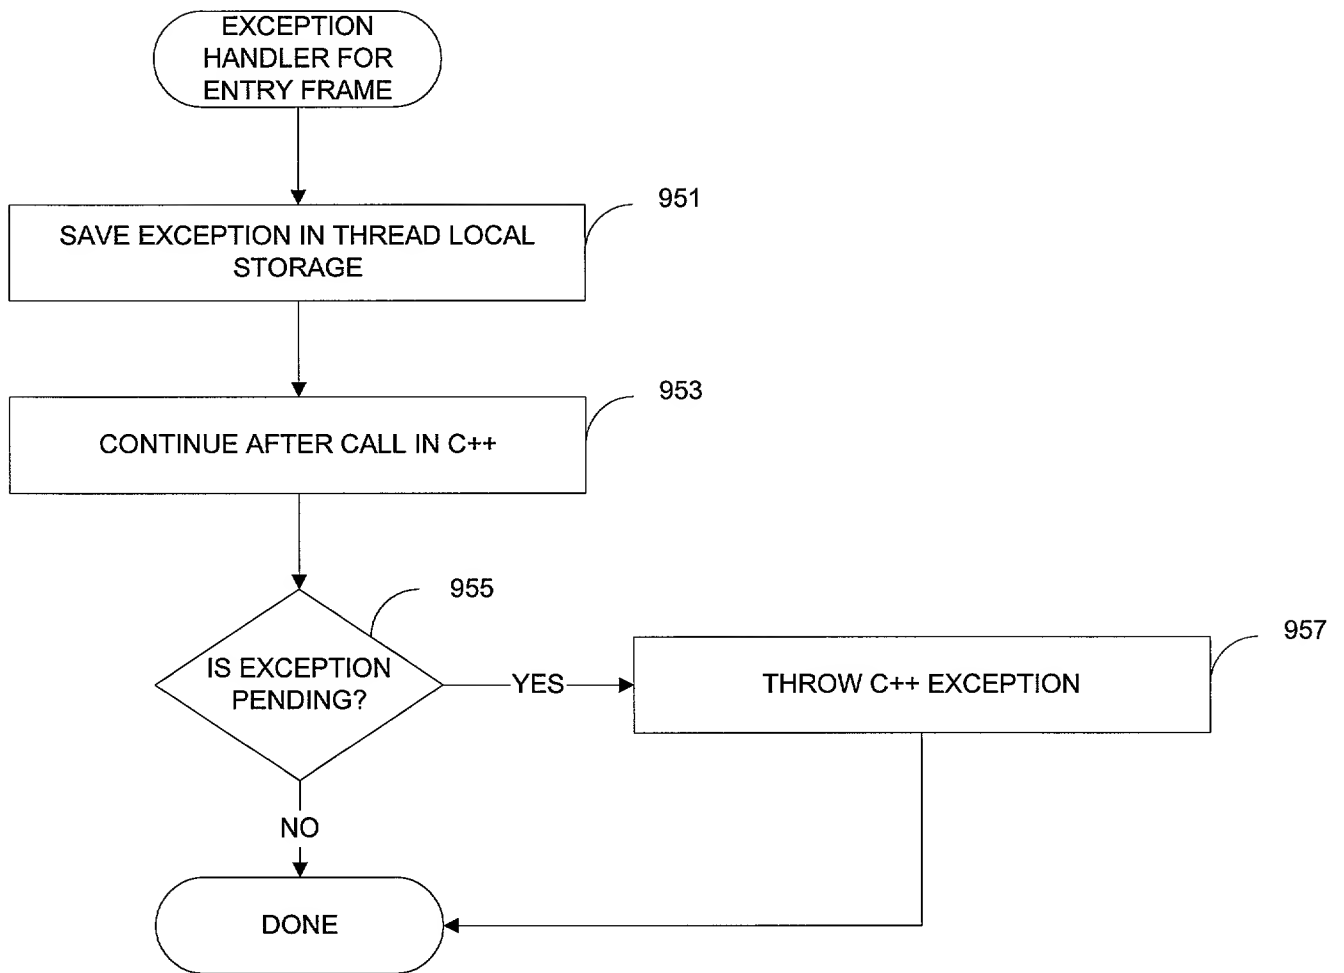 EXCEPTION
HANDLER FOR
ENTRY FRAME
951
SAVE EXCEPTION IN THREAD LOCAL
STORAGE
953
CONTINUE AFTER CALL IN C++
955
IS EXCEPTION
PENDING?
YES
957
THROW C++ EXCEPTION
NO
DONE